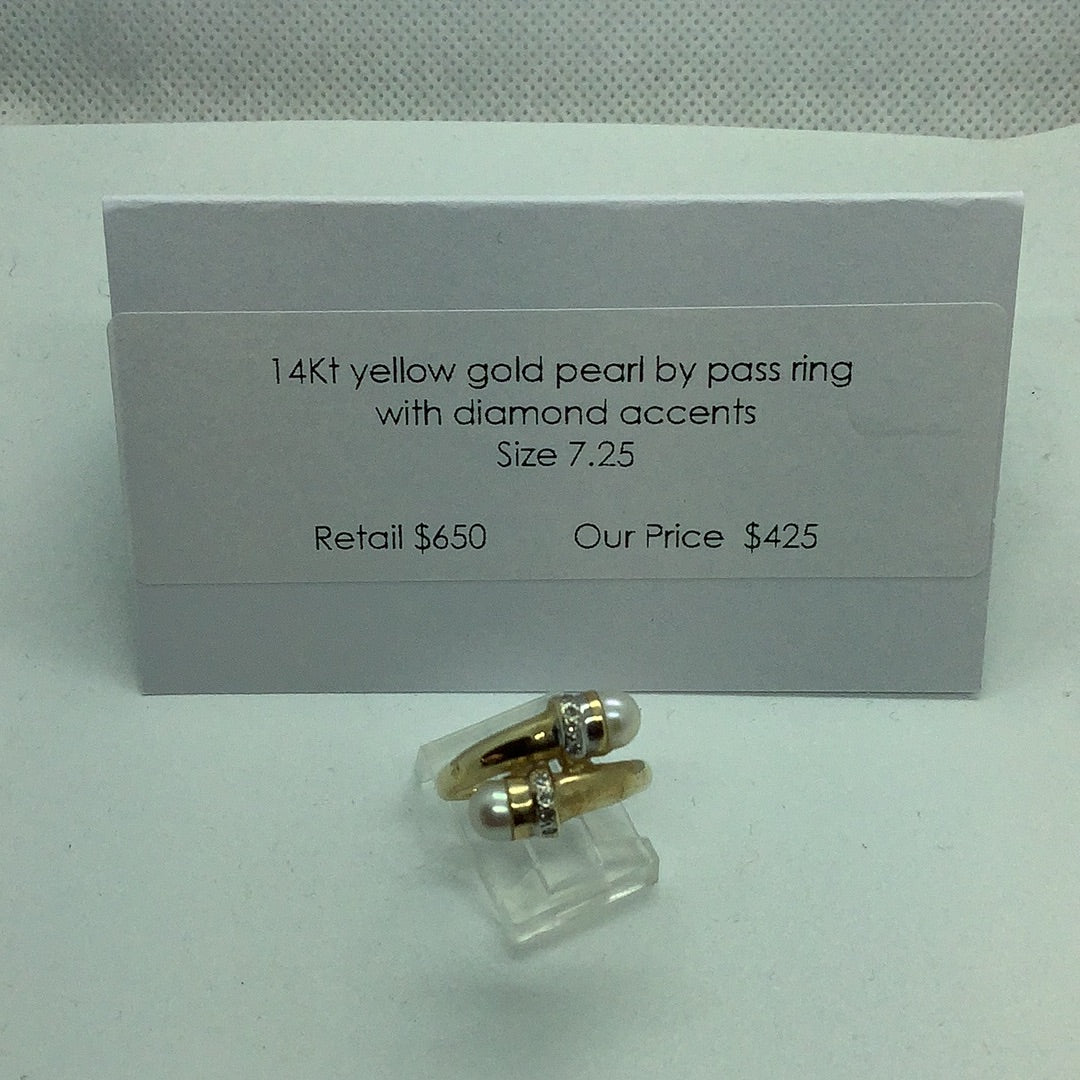 14Kt yellow gold pearl by pass ring
with diamond accents
Size 7.25
Retail $650 Our Price $425